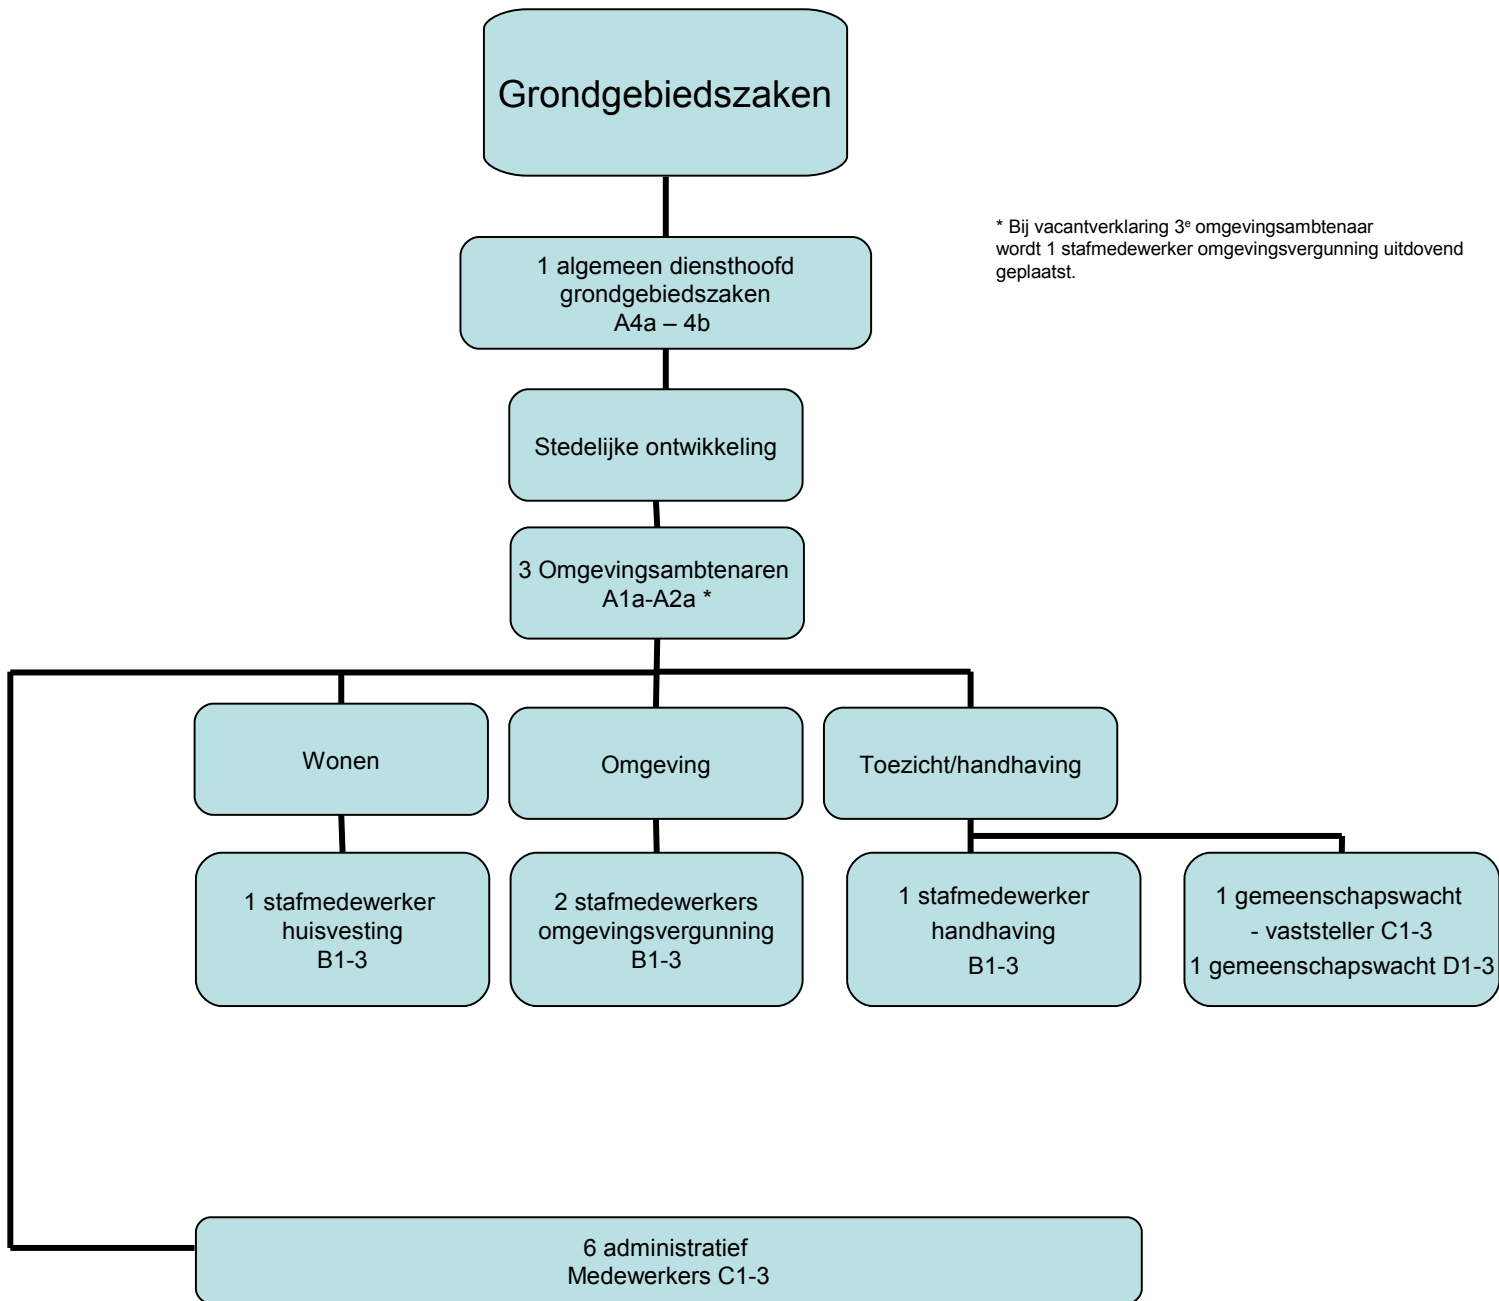 Grondgebiedszaken
* Bij vacantverklaring 3e omgevingsambtenaar
wordt 1 stafmedewerker omgevingsvergunning uitdovend
geplaatst.
1 algemeen diensthoofd
grondgebiedszaken
A4a – 4b
Stedelijke ontwikkeling
3 Omgevingsambtenaren
A1a-A2a *
Wonen
Omgeving
Toezicht/handhaving
1 stafmedewerker
huisvesting
B1-3
2 stafmedewerkers
omgevingsvergunning
B1-3
1 stafmedewerker
handhaving
B1-3
1 gemeenschapswacht
- vaststeller C1-3
1 gemeenschapswacht D1-3
6 administratief
Medewerkers C1-3